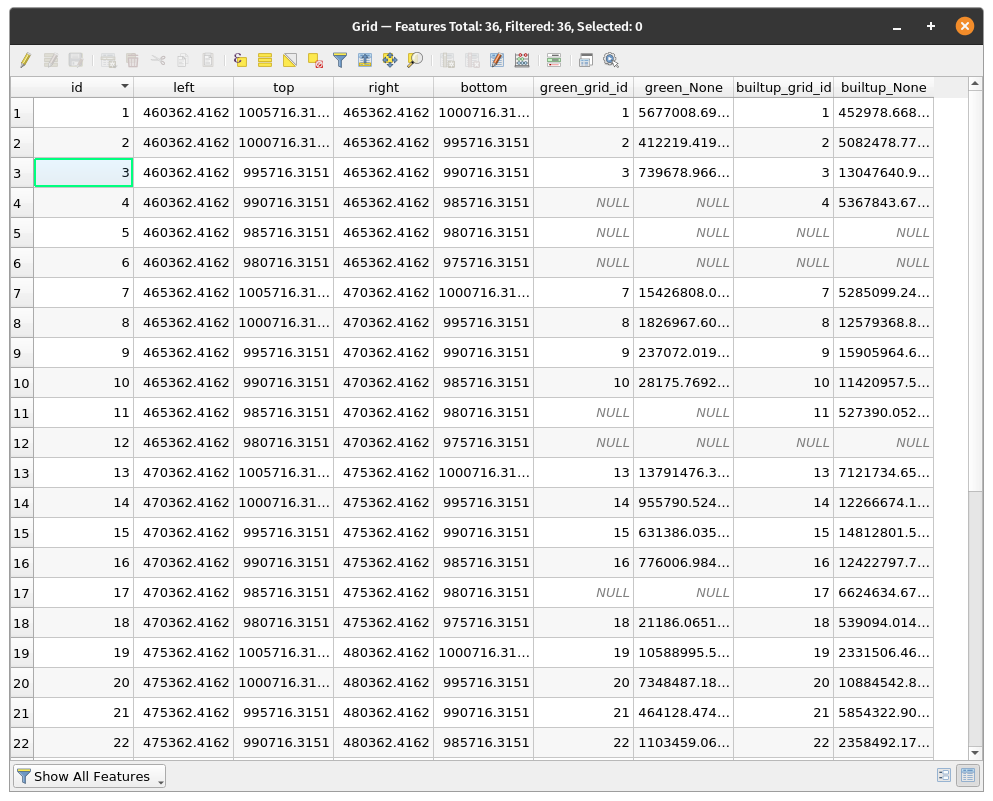 Grid — Features Total: 36, Filtered: 36, Selected: 0
id left top right bottom green_grid_id green_None builtup_grid_id builtup_None
1 1 460362.4162 1005716.31... 465362.4162 1000716.31... 1 5677008.69... 1 452978.668...
2 2 460362.4162 1000716.31... 465362.4162 995716.3151 2 412219.419... 2 5082478.77...
3 3 460362.4162 995716.3151 465362.4162 990716.3151 3 739678.966... 3 13047640.9...
4 4 460362.4162 990716.3151 465362.4162 985716.3151 NULL NULL 4 5367843.67...
5 5 460362.4162 985716.3151 465362.4162 980716.3151 NULL NULL NULL NULL
6 6 460362.4162 980716.3151 465362.4162 975716.3151 NULL NULL NULL NULL
7 7 465362.4162 1005716.31... 470362.4162 1000716.31... 7 15426808.0... 7 5285099.24...
8 8 465362.4162 1000716.31... 470362.4162 995716.3151 8 1826967.60... 8 12579368.8...
9 9 465362.4162 995716.3151 470362.4162 990716.3151 9 237072.019... 9 15905964.6...
10 10 465362.4162 990716.3151 470362.4162 985716.3151 10 28175.7692... 10 11420957.5...
11 11 465362.4162 985716.3151 470362.4162 980716.3151 NULL NULL 11 527390.052...
12 12 465362.4162 980716.3151 470362.4162 975716.3151 NULL NULL NULL NULL
13 13 470362.4162 1005716.31... 475362.4162 1000716.31... 13 13791476.3... 13 7121734.65...
14 14 470362.4162 1000716.31... 475362.4162 995716.3151 14 955790.524... 14 12266674.1...
15 15 470362.4162 995716.3151 475362.4162 990716.3151 15 631386.035... 15 14812801.5...
16 16 470362.4162 990716.3151 475362.4162 985716.3151 16 776006.984... 16 12422797.7...
17 17 470362.4162 985716.3151 475362.4162 980716.3151 NULL NULL 17 6624634.67...
18 18 470362.4162 980716.3151 475362.4162 975716.3151 18 21186.0651... 18 539094.014...
19 19 475362.4162 1005716.31... 480362.4162 1000716.31... 19 10588995.5... 19 2331506.46...
20 20 475362.4162 1000716.31... 480362.4162 995716.3151 20 7348487.18... 20 10884542.8...
21 21 475362.4162 995716.3151 480362.4162 990716.3151 21 464128.474... 21 5854322.90...
22 22 475362.4162 990716.3151 480362.4162 985716.3151 22 1103459.06... 22 2358492.17...
Show All Features